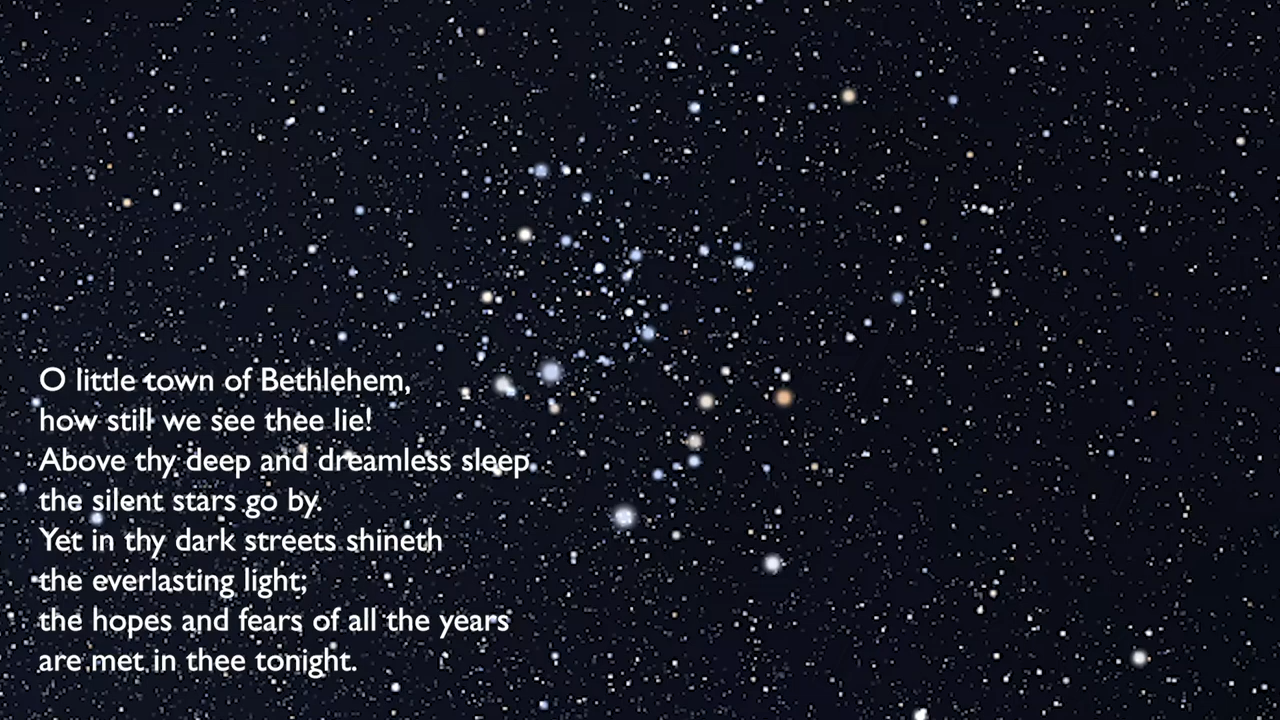 O little town of Bethlehem,
how still we see thee lie!
Above thy deep and dreamless sleep
the silent stars go by.
Yet in thy dark streets shineth
the everlasting light;
the hopes and fears of all the years
are met in thee tonight.